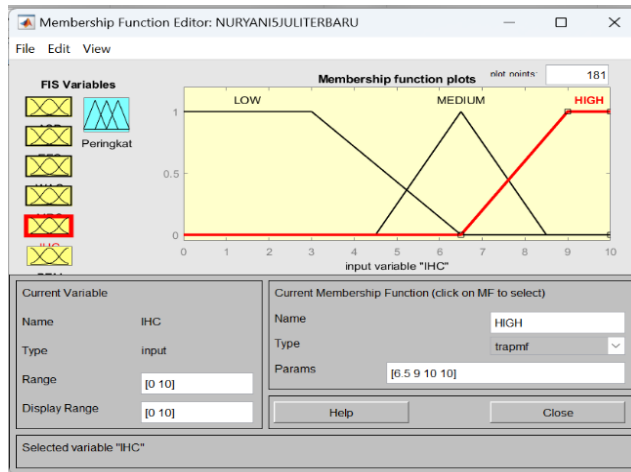 Membership Function Editor: NURYANI5JULITERBARU
File Edit View
FIS Variables
Peringkat
IHC
Membership function plots
plot points:
181
LOW
MEDIUM
HIGH
1
0.5
0
0 1 2 3 4 5 6 7 8 9 10
input variable "IHC"
Current Variable
Name IHC
Type input
Range [0 10]
Display Range [0 10]
Current Membership Function (click on MF to select)
Name HIGH
Type trapmf
Params [6.5 9 10 10]
Help
Close
Selected variable "IHC"